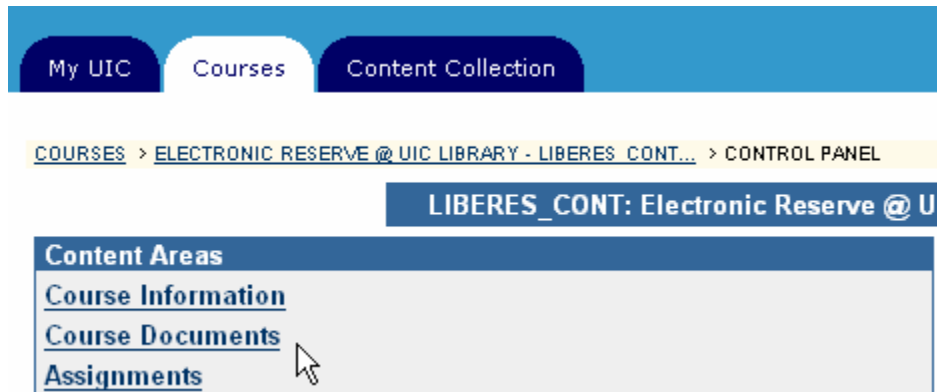 My UIC Courses Content Collection
COURSES > ELECTRONIC RESERVE @ UIC LIBRARY - LIBERES_CONT... > CONTROL PANEL
LIBERES_CONT: Electronic Reserve @ U
Content Areas
Course Information
Course Documents
Assignments